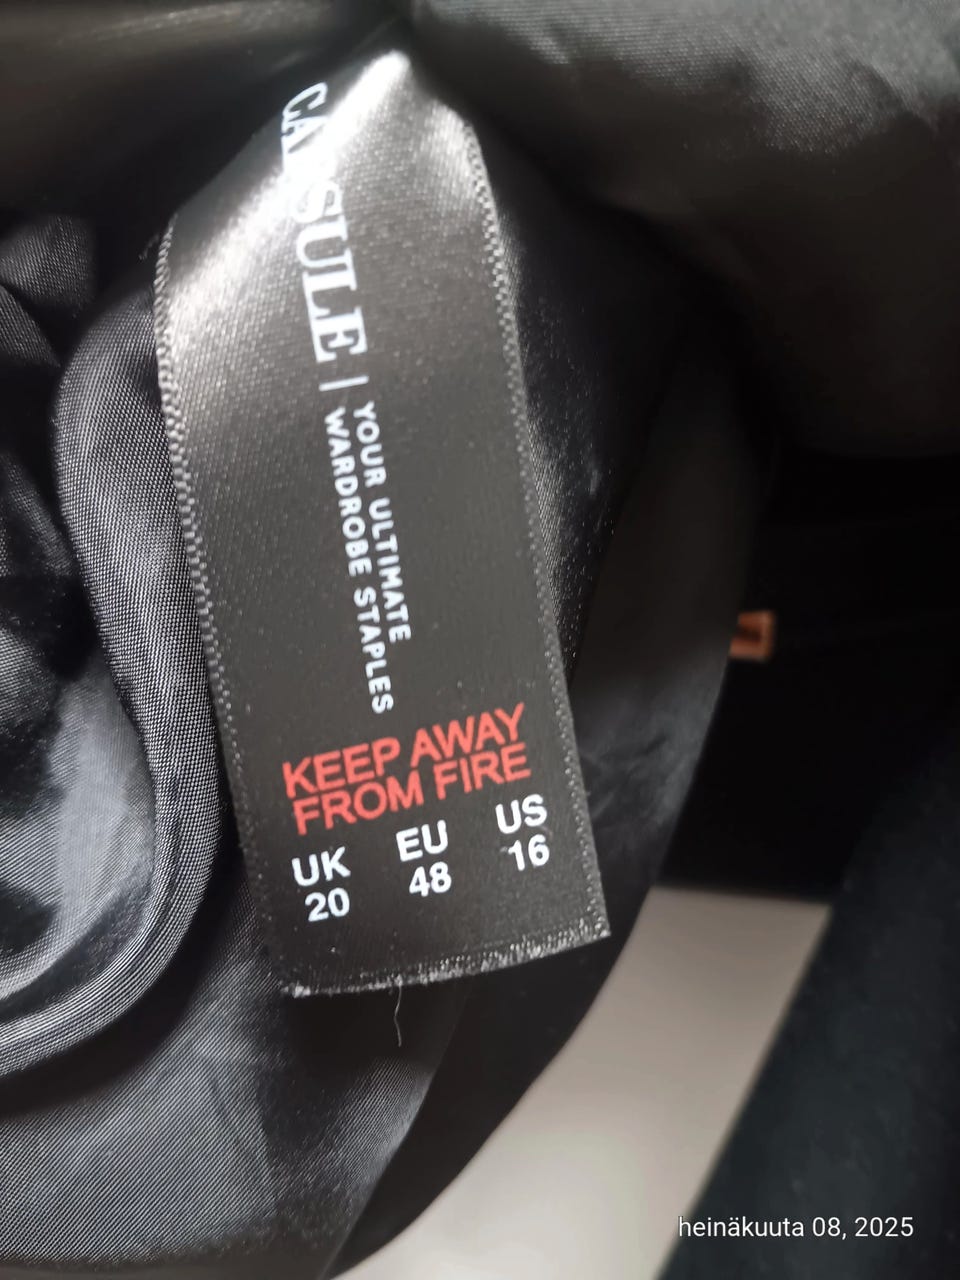 CAPSULE |
YOUR ULTIMATE
WARDROBE STAPLES
KEEP AWAY
FROM FIRE
UK EU US
20 48 16
heinäkuuta 08, 2025